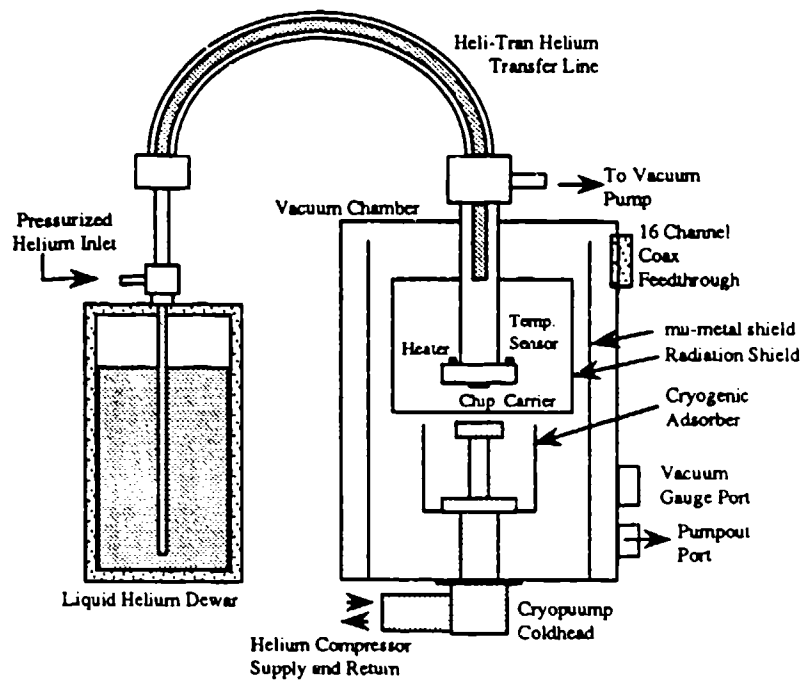 Heli-Tran Helium
Transfer Line
To Vacuum
Pump
Vacuum Chamber
Pressurized
Helium Inlet
16 Channel
Coax
Feedthrough
mu-metal shield
Radiation Shield
Temp.
Sensor
Heater
Chip Carrier
Cryogenic
Adsorber
Vacuum
Gauge Port
Pumpout
Port
Liquid Helium Dewar
Cryopuump
Coldhead
Helium Compressor
Supply and Return